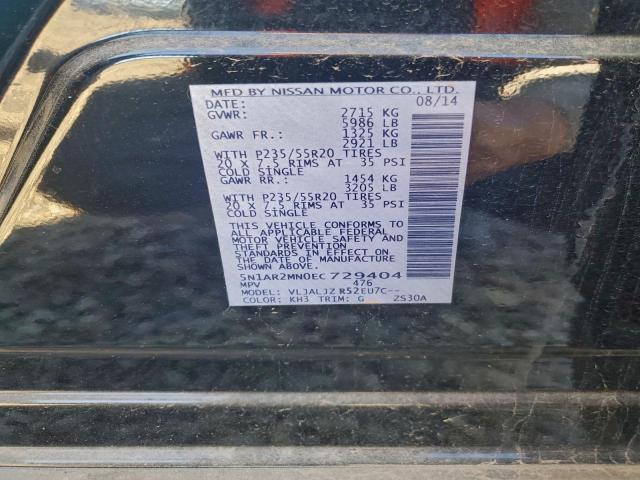 MFD BY NISSAN MOTOR CO., LTD.
DATE: 08/14
GVWR: 2715 KG
5986 LB
GAWR FR.: 1325 KG
2921 LB
WITH P235/55R20 TIRES
20 X 7.5 RIMS AT 35 PSI
COLD SINGLE
GAWR RR.: 1454 KG
3205 LB
WITH P235/55R20 TIRES
20 X 7.5 RIMS AT 35 PSI
COLD SINGLE
THIS VEHICLE CONFORMS TO
ALL APPLICABLE FEDERAL
MOTOR VEHICLE SAFETY AND
THEFT PREVENTION
STANDARDS IN EFFECT ON
THE DATE OF MANUFACTURE
SHOWN ABOVE.
5N1AR2MN0EC 729404
MPV 476
MODEL: VLJALJZ R52EU7C--
COLOR: KH3 TRIM: G ZS30A